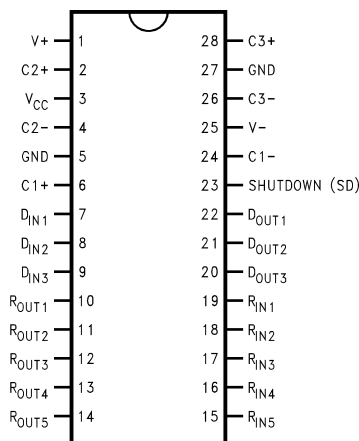 V+ 1 28 C3+
C2+ 2 27 GND
VCC 3 26 C3-
C2- 4 25 V-
GND 5 24 C1-
C1+ 6 23 SHUTDOWN (SD)
DIN1 7 22 DOUT1
DIN2 8 21 DOUT2
DIN3 9 20 DOUT3
ROUT1 10 19 RIN1
ROUT2 11 18 RIN2
ROUT3 12 17 RIN3
ROUT4 13 16 RIN4
ROUT5 14 15 RIN5